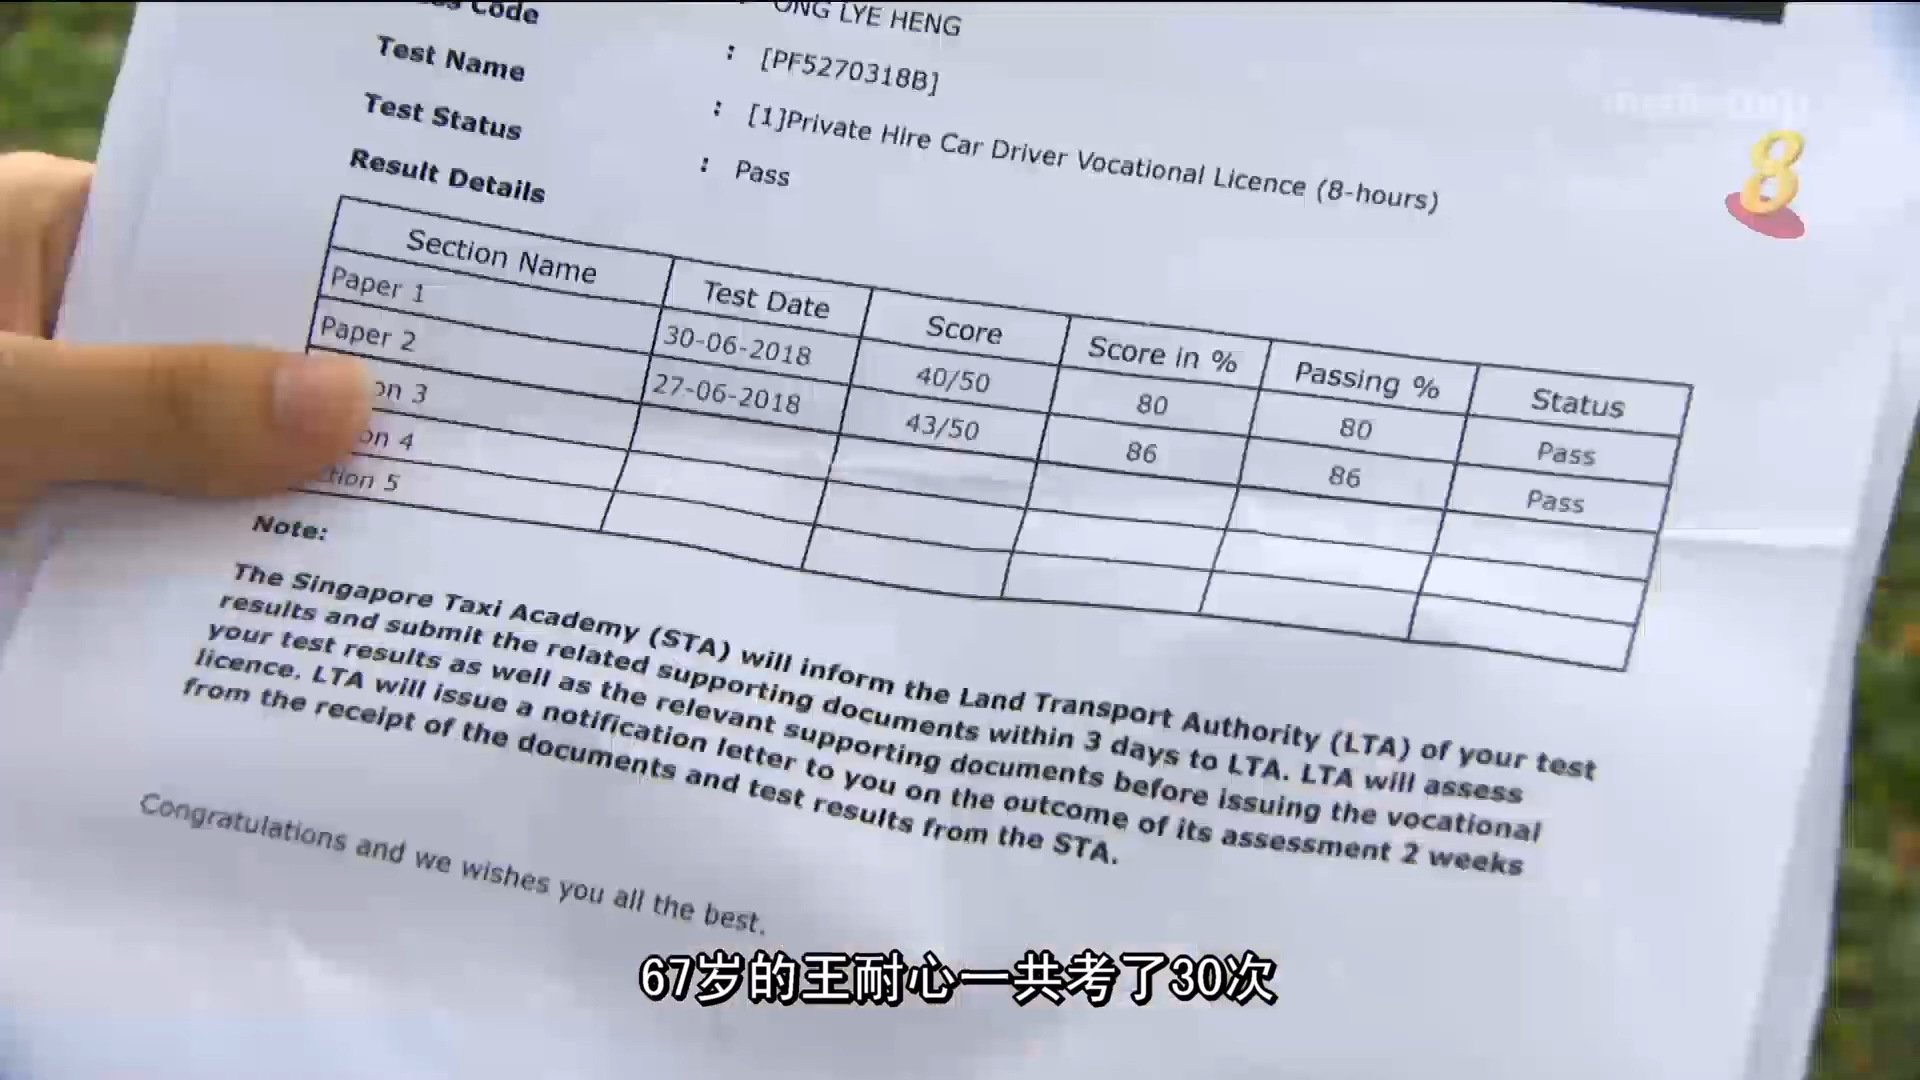 Code
ONG LYE HENG
Test Name : [PF5270318B]
Test Status : [1]Private Hire Car Driver Vocational Licence (8-hours)
Result Details : Pass
Section Name Test Date Score Score in % Passing % Status
Paper 1 30-06-2018 40/50 80 80 Pass
Paper 2 27-06-2018 43/50 86 86 Pass
on 3
on 4
tion 5
Note:
The Singapore Taxi Academy (STA) will inform the Land Transport Authority (LTA) of your test
results and submit the related supporting documents within 3 days to LTA. LTA will assess
your test results as well as the relevant supporting documents before issuing the vocational
licence. LTA will issue a notification letter to you on the outcome of its assessment 2 weeks
from the receipt of the documents and test results from the STA.
Congratulations and we wishes you all the best.
8
67岁的王耐心一共考了30次